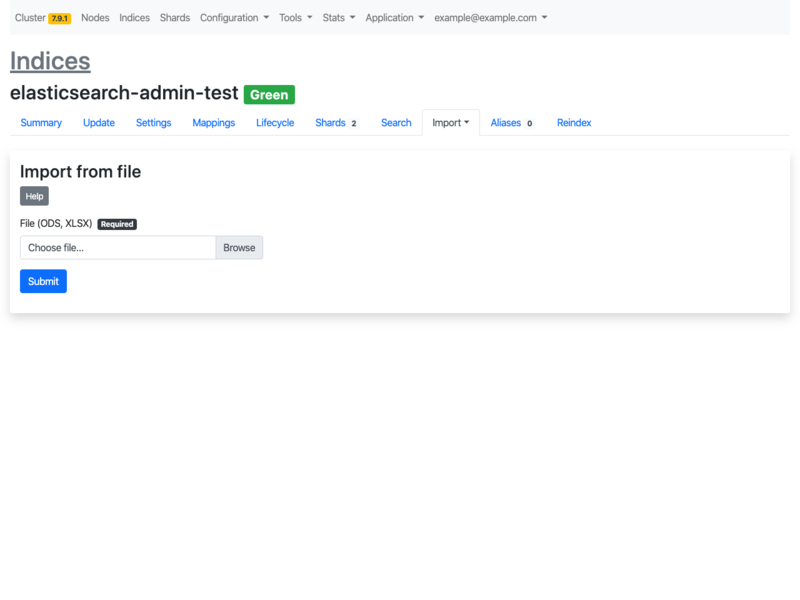 Cluster 7.9.1 Nodes Indices Shards Configuration Tools Stats Application example@example.com
Indices
elasticsearch-admin-test Green
Summary Update Settings Mappings Lifecycle Shards 2 Search Import Aliases 0 Reindex
Import from file
Help
File (ODS, XLSX) Required
Choose file... Browse
Submit